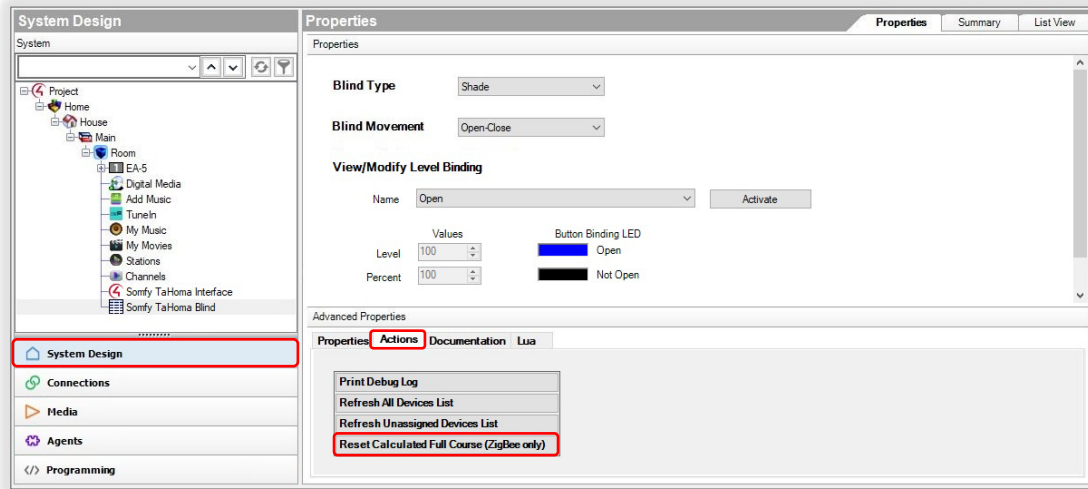 System Design
System
Project
Home
House
Main
Room
EA-5
Digital Media
Add Music
TuneIn
My Music
My Movies
Stations
Channels
Somfy TaHoma Interface
Somfy TaHoma Blind
System Design
Connections
Media
Agents
Programming
Properties
Properties Summary List View
Properties
Blind Type Shade
Blind Movement Open-Close
View/Modify Level Binding
Name Open Activate
Values Button Binding LED
Level 100 Open
Percent 100 Not Open
Advanced Properties
Properties Actions Documentation Lua
Print Debug Log
Refresh All Devices List
Refresh Unassigned Devices List
Reset Calculated Full Course (ZigBee only)